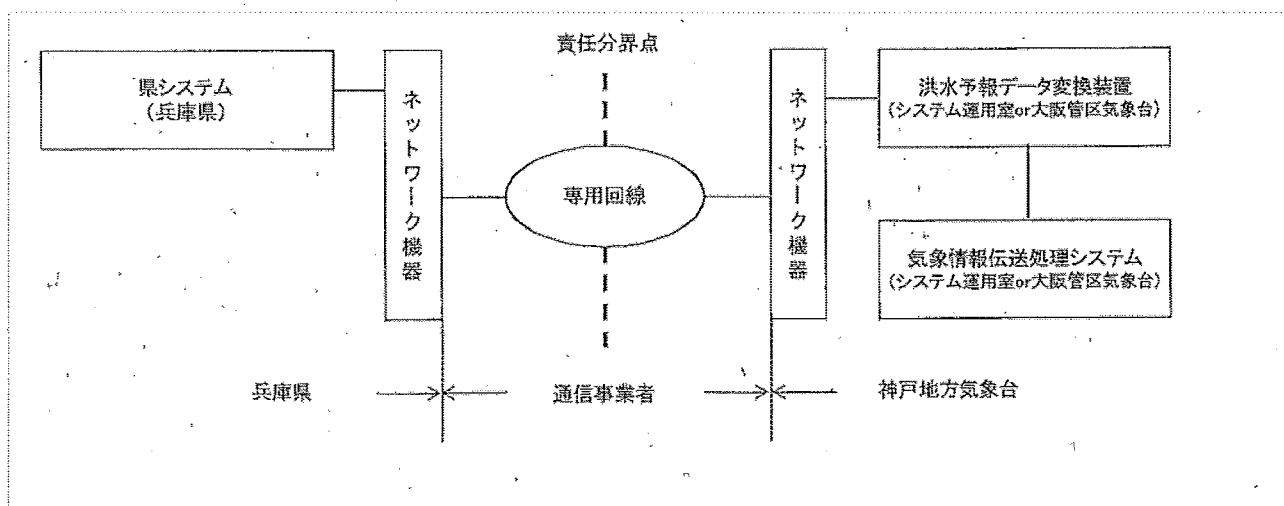 責任分界点
県システム
(兵庫県)
ネットワーク機器
専用回線
ネットワーク機器
洪水予報データ変換装置
(システム運用室or大阪管区気象台)
気象情報伝送処理システム
(システム運用室or大阪管区気象台)
兵庫県
通信事業者
神戸地方気象台